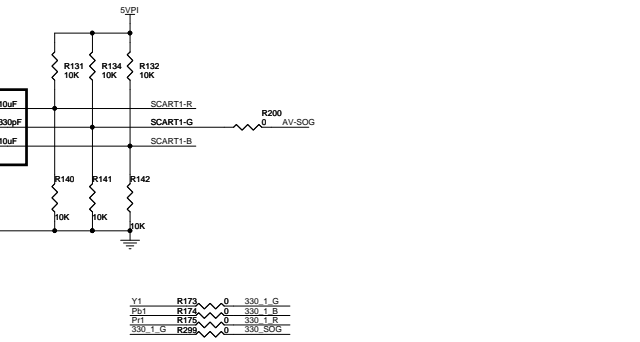 5VPI
R131 R134 R132
10K 10K 10K
10uF SCART1-R
330pF SCART1-G R200 0 AV-SOG
10uF SCART1-B
R140 R141 R142
10K 10K 10K
Y1 R173 0 330_1_G
Pb1 R174 0 330_1_B
Pr1 R175 0 330_1_R
330_1_G R299 0 330_SOG